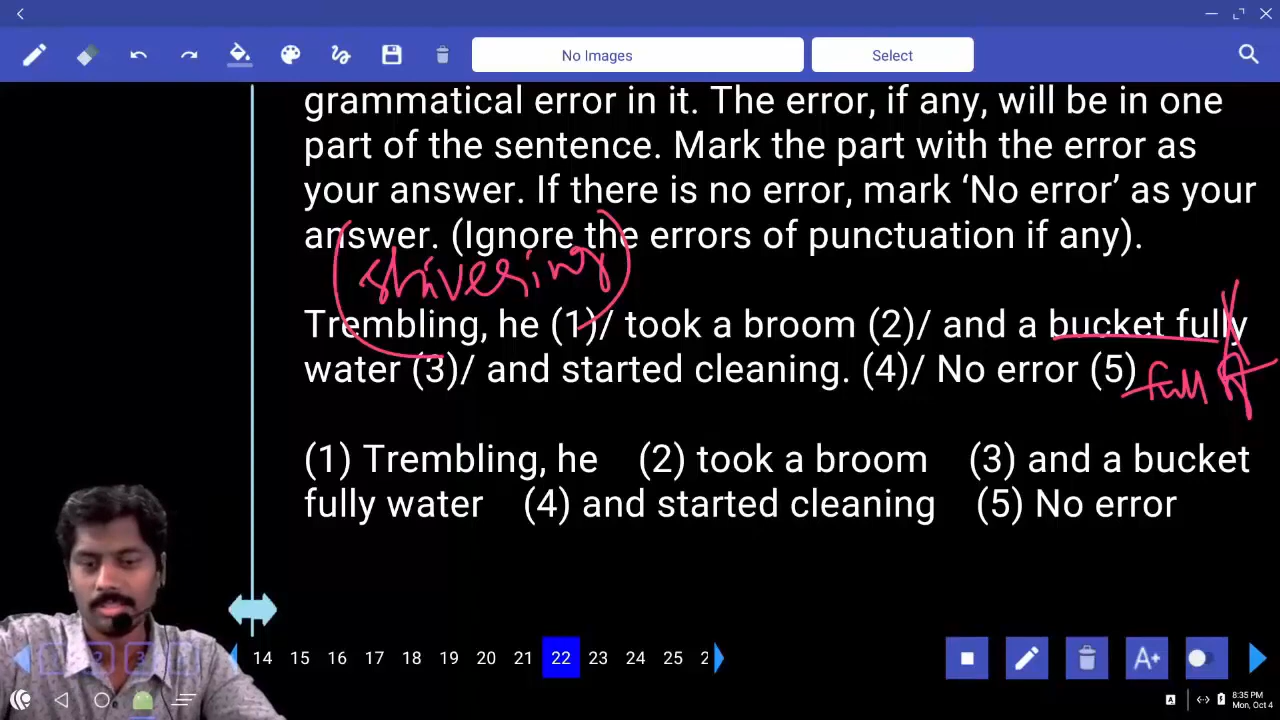 No Images
Select
grammatical error in it. The error, if any, will be in one
part of the sentence. Mark the part with the error as
your answer. If there is no error, mark ‘No error’ as your
answer. (Ignore the errors of punctuation if any).
shivering
Trembling, he (1)/ took a broom (2)/ and a bucket fully
water (3)/ and started cleaning. (4)/ No error (5)
full of
(1) Trembling, he (2) took a broom (3) and a bucket
fully water (4) and started cleaning (5) No error
14 15 16 17 18 19 20 21 22 23 24 25 2
A+
8:35 PM
Mon, Oct 4